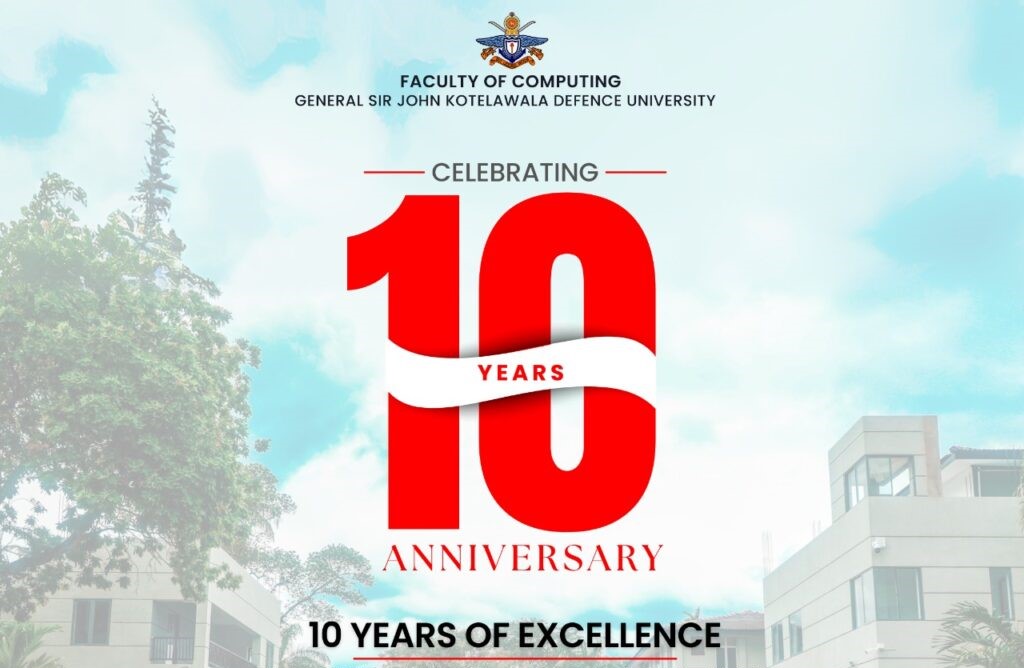 FACULTY OF COMPUTING
GENERAL SIR JOHN KOTELAWALA DEFENCE UNIVERSITY
CELEBRATING
10
YEARS
ANNIVERSARY
10 YEARS OF EXCELLENCE